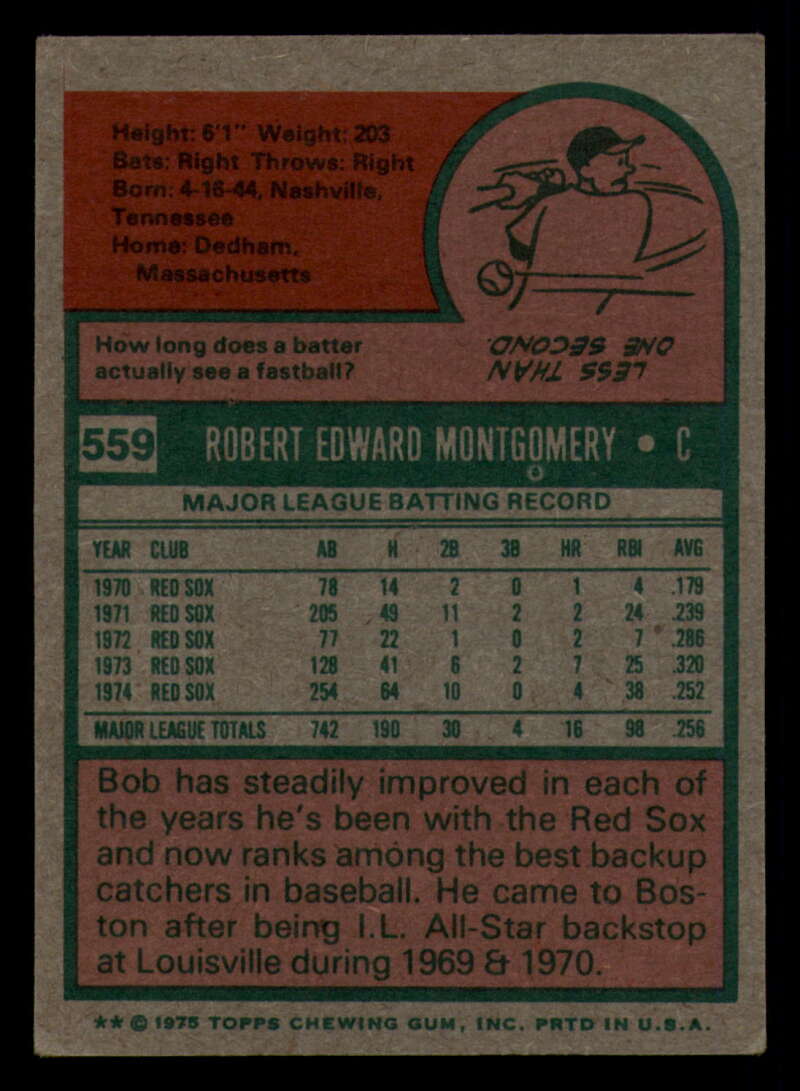 Height: 6'1" Weight: 203
Bats: Right Throws: Right
Born: 4-16-44, Nashville,
Tennessee
Home: Dedham,
Massachusetts
How long does a batter
actually see a fastball?
LESS THAN
ONE SECOND.
559 ROBERT EDWARD MONTGOMERY • C
MAJOR LEAGUE BATTING RECORD
YEAR CLUB AB H 2B 3B HR RBI AVG
1970 RED SOX 78 14 2 0 1 4 .179
1971 RED SOX 205 49 11 2 2 24 .239
1972 RED SOX 77 22 1 0 2 7 .286
1973 RED SOX 128 41 6 2 7 25 .320
1974 RED SOX 254 64 10 0 4 38 .252
MAJOR LEAGUE TOTALS 742 190 30 4 16 98 .256
Bob has steadily improved in each of
the years he's been with the Red Sox
and now ranks among the best backup
catchers in baseball. He came to Bos-
ton after being I.L. All-Star backstop
at Louisville during 1969 & 1970.
** © 1975 TOPPS CHEWING GUM, INC. PRTD IN U.S.A.